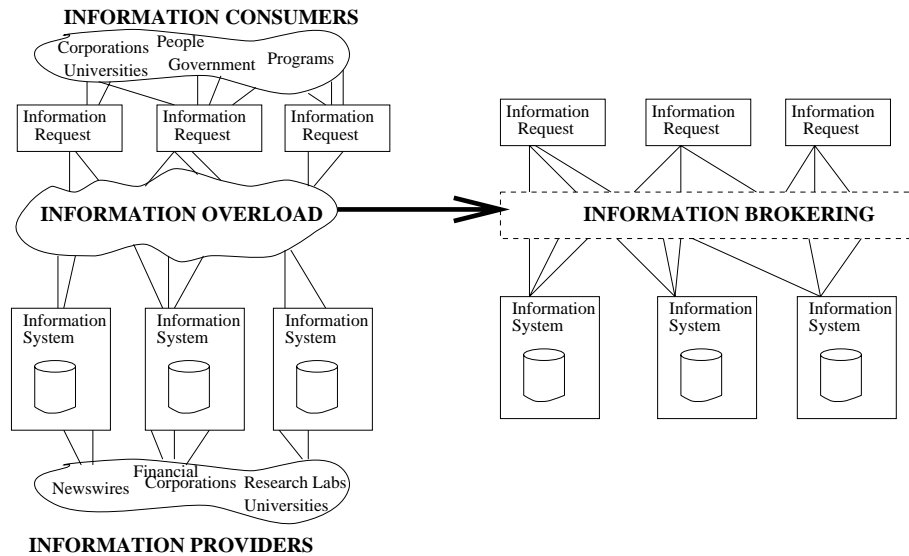 INFORMATION CONSUMERS
People
Corporations
Programs
Government
Universities
Information
Request
Information
Request
Information
Request
INFORMATION OVERLOAD
Information
System
Information
System
Information
System
Financial
Newswires
Corporations
Research Labs
Universities
INFORMATION PROVIDERS
Information
Request
Information
Request
Information
Request
INFORMATION BROKERING
Information
System
Information
System
Information
System